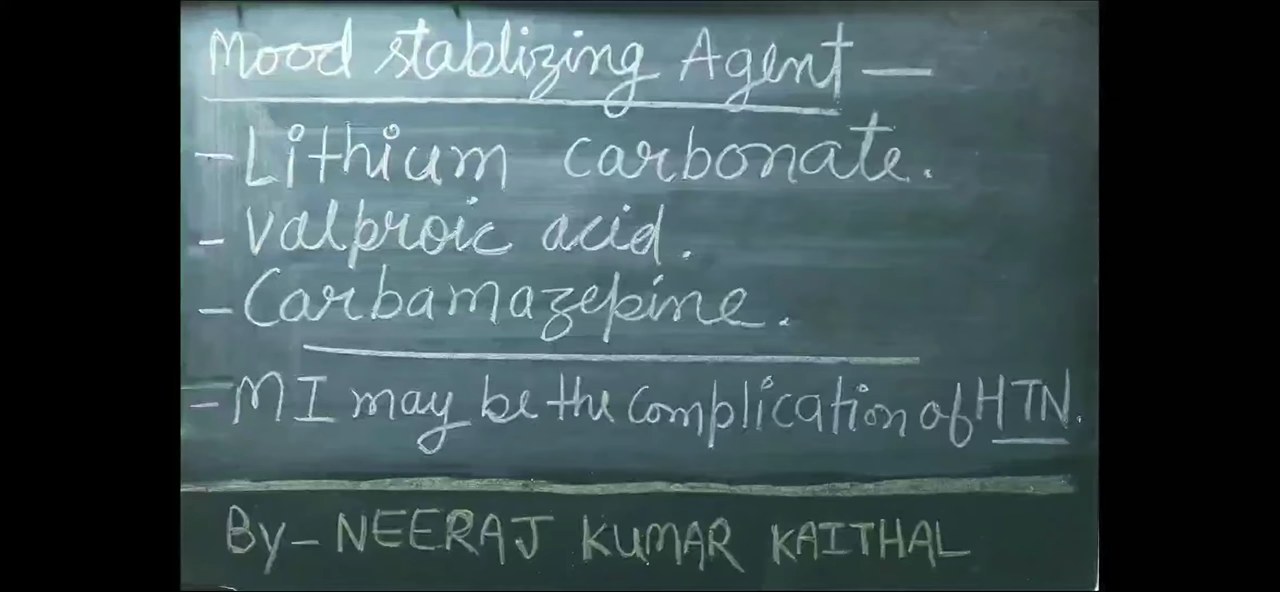 Mood stablizing Agent —
- Lithium carbonate.
- Valproic acid.
- Carbamazepine.
- MI may be the complication of HTN.
By - NEERAJ KUMAR KAITHAL